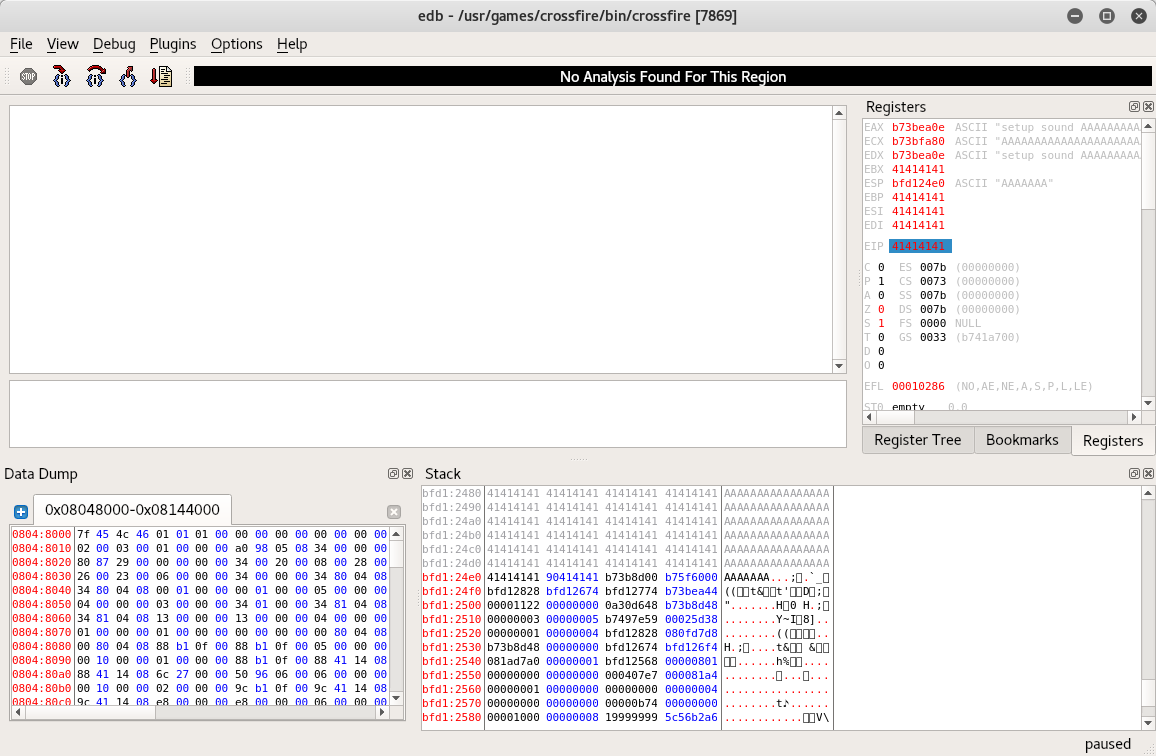 edb - /usr/games/crossfire/bin/crossfire [7869]
File View Debug Plugins Options Help
STOP
No Analysis Found For This Region
Registers
EAX b73bea0e ASCII "setup sound AAAAAAAAA
ECX b73bfa80 ASCII "AAAAAAAAAAAAAAAAAAAAA
EDX b73bea0e ASCII "setup sound AAAAAAAAA
EBX 41414141
ESP bfd124e0 ASCII "AAAAAAA"
EBP 41414141
ESI 41414141
EDI 41414141
EIP 41414141
C 0 ES 007b (00000000)
P 1 CS 0073 (00000000)
A 0 SS 007b (00000000)
Z 0 DS 007b (00000000)
S 1 FS 0000 NULL
T 0 GS 0033 (b741a700)
D 0
O 0
EFL 00010286 (NO,AE,NE,A,S,P,L,LE)
ST0 empty 0.0
Register Tree Bookmarks Registers
Data Dump
0x08048000-0x08144000
0804:8000 7f 45 4c 46 01 01 01 00 00 00 00 00 00 00 00
0804:8010 02 00 03 00 01 00 00 00 a0 98 05 08 34 00 00 00
0804:8020 80 87 29 00 00 00 00 00 34 00 20 00 08 00 28 00
0804:8030 26 00 23 00 06 00 00 00 34 00 00 00 34 80 04 08
0804:8040 34 80 04 08 00 01 00 00 00 01 00 00 05 00 00 00
0804:8050 04 00 00 00 03 00 00 00 34 01 00 00 34 81 04 08
0804:8060 34 81 04 08 13 00 00 00 13 00 00 00 04 00 00 00
0804:8070 01 00 00 00 01 00 00 00 00 00 00 00 00 80 04 08
0804:8080 00 80 04 08 88 b1 0f 00 88 b1 0f 00 05 00 00 00
0804:8090 00 10 00 00 01 00 00 00 88 b1 0f 00 88 41 14 08
0804:80a0 88 41 14 08 6c 27 00 00 50 96 06 00 06 00 00 00
0804:80b0 00 10 00 00 02 00 00 00 9c b1 0f 00 9c 41 14 08
0804:80c0 9c 41 14 08 e8 00 00 00 e8 00 00 00 06 00 00 00
Stack
bfd1:2480 41414141 41414141 41414141 41414141 AAAAAAAAAAAAAAAA
bfd1:2490 41414141 41414141 41414141 41414141 AAAAAAAAAAAAAAAA
bfd1:24a0 41414141 41414141 41414141 41414141 AAAAAAAAAAAAAAAA
bfd1:24b0 41414141 41414141 41414141 41414141 AAAAAAAAAAAAAAAA
bfd1:24c0 41414141 41414141 41414141 41414141 AAAAAAAAAAAAAAAA
bfd1:24d0 41414141 41414141 41414141 41414141 AAAAAAAAAAAAAAAA
bfd1:24e0 41414141 90414141 b73b8d00 b75f6000 AAAAAAA...;.`_
bfd1:24f0 bfd12828 bfd12674 bfd12774 b73bea44 ((t&t'D;
bfd1:2500 00001122 00000000 0a30d648 b73b8d48 ".......H0 H.;
bfd1:2510 00000003 00000005 b7497e59 00025d38 ........Y~I8]..
bfd1:2520 00000001 00000004 bfd12828 080fd7d8 ........((..
bfd1:2530 b73b8d48 00000000 bfd12674 bfd126f4 H.;....t&&
bfd1:2540 081ad7a0 00000001 bfd12568 00000801 ....h%....
bfd1:2550 00000000 00000000 000407e7 000081a4
bfd1:2560 00000001 00000000 00000000 00000004 ................
bfd1:2570 00000000 00000000 00000b74 00000000 ........t♪......
bfd1:2580 00001000 00000008 19999999 5c56b2a6 ............V\
paused